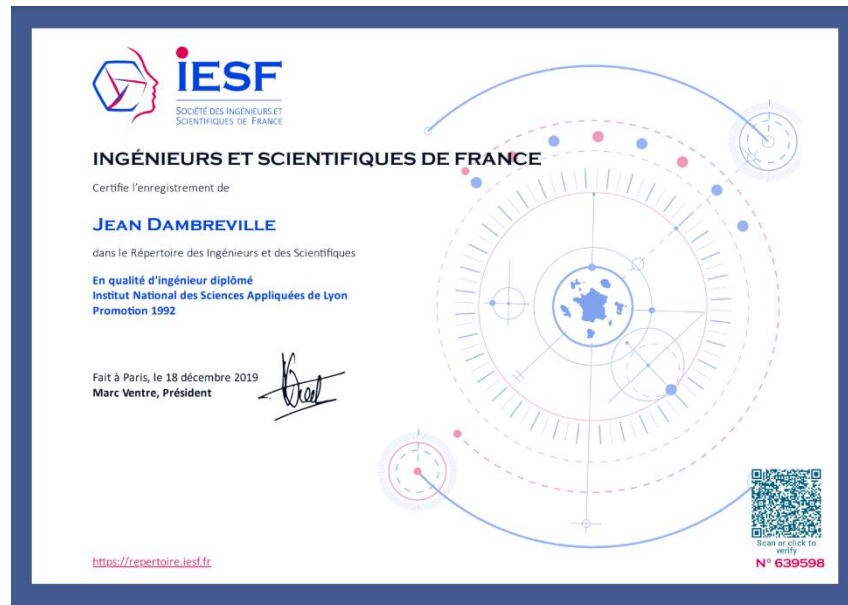 iESF
SOCIÉTÉ DES INGÉNIEURS ET
SCIENTIFIQUES DE FRANCE
INGÉNIEURS ET SCIENTIFIQUES DE FRANCE
Certifie l'enregistrement de
JEAN DAMBREVILLE
dans le Répertoire des Ingénieurs et des Scientifiques
En qualité d'ingénieur diplômé
Institut National des Sciences Appliquées de Lyon
Promotion 1992
Fait à Paris, le 18 décembre 2019
Marc Ventre, Président
Scan or click to
verify
https://repertoire.iesf.fr
N° 639598